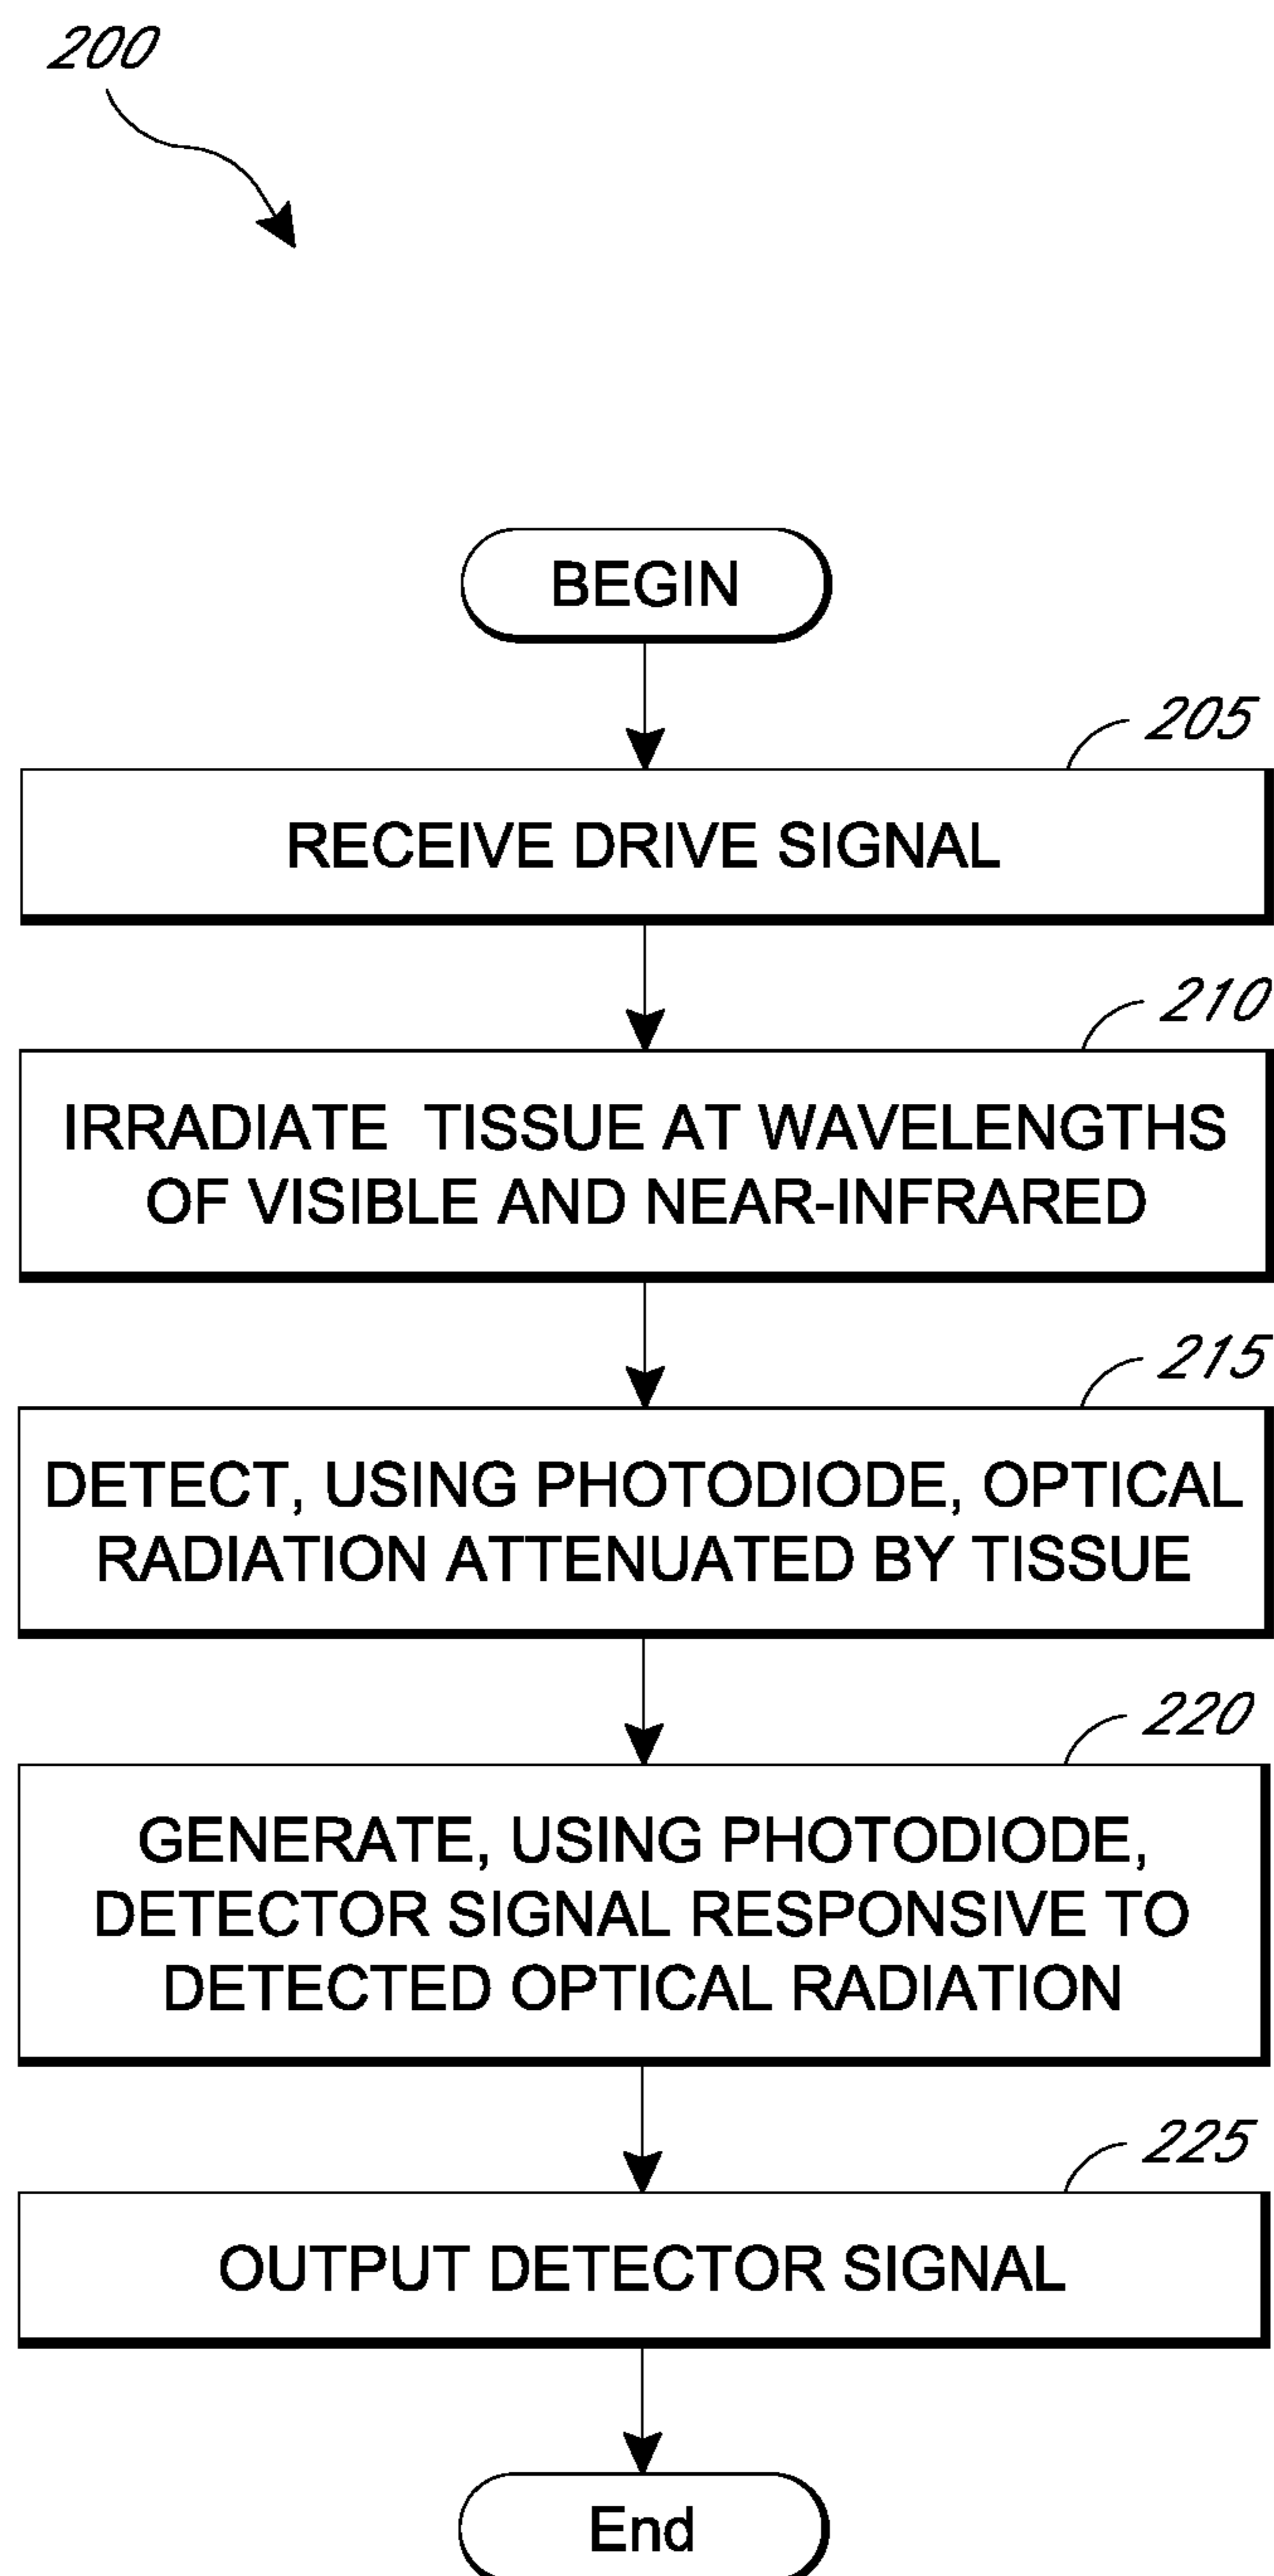 200
BEGIN
205
RECEIVE DRIVE SIGNAL
210
IRRADIATE TISSUE AT WAVELENGTHS
OF VISIBLE AND NEAR-INFRARED
215
DETECT, USING PHOTODIODE, OPTICAL
RADIATION ATTENUATED BY TISSUE
220
GENERATE, USING PHOTODIODE,
DETECTOR SIGNAL RESPONSIVE TO
DETECTED OPTICAL RADIATION
225
OUTPUT DETECTOR SIGNAL
End